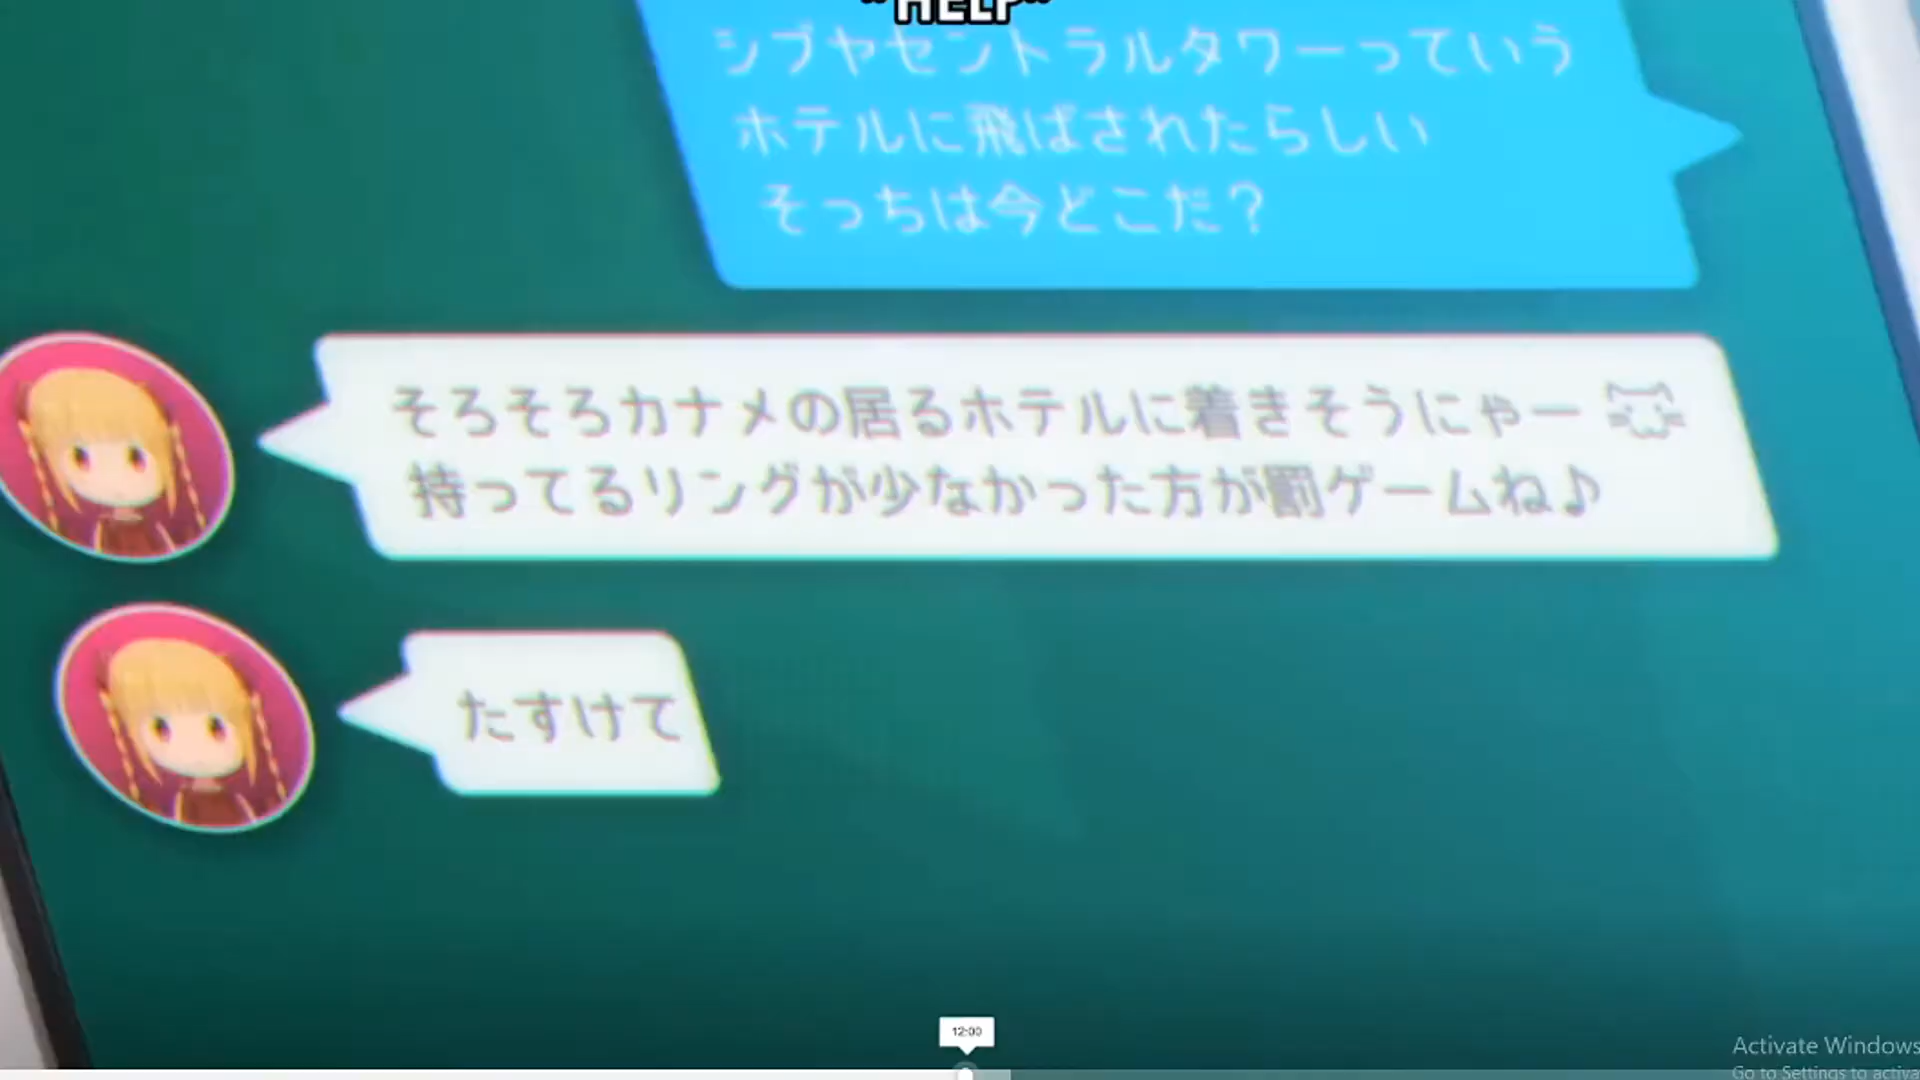 "HELP"
シブヤセントラルタワーっていう
ホテルに飛ばされたらしい
そっちは今どこだ？
そろそろカナメの居るホテルに着きそうにゃー
持ってるリングが少なかった方が罰ゲームね♪
たすけて
12:00
Activate Windows
Go to Settings to activa